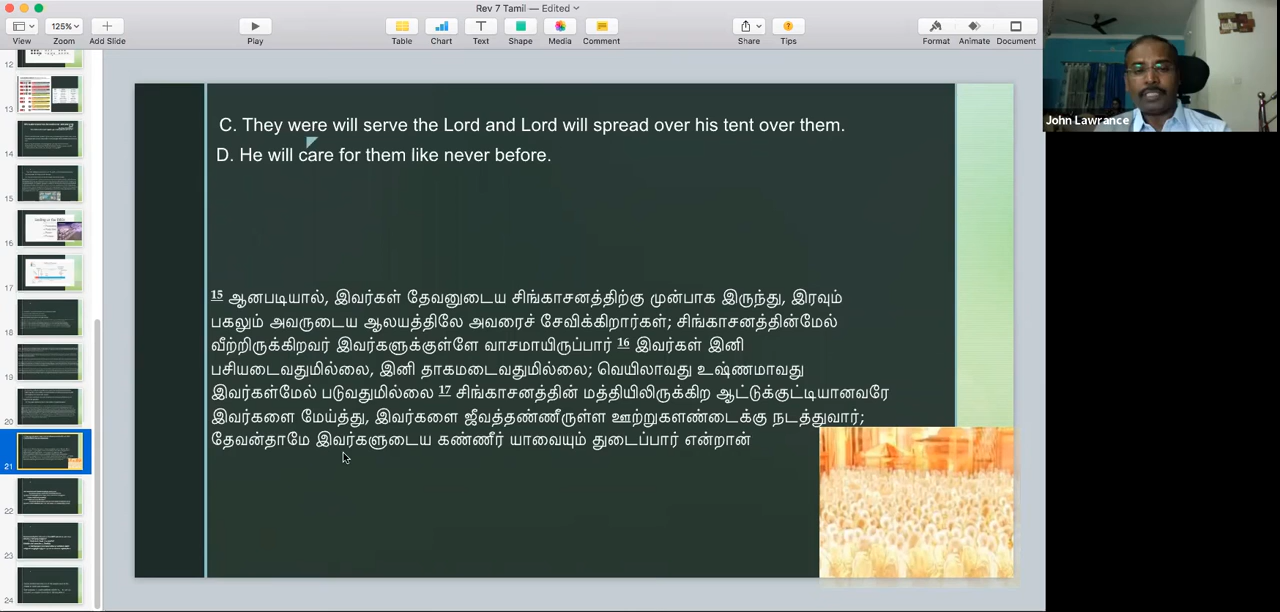 Rev 7 Tamil — Edited
125%
View
Zoom
Add Slide
Play
Table
Chart
Text
Shape
Media
Comment
Share
Tips
Format
Animate
Document
John Lawrance
12
13
14
15
16
17
18
19
20
21
22
23
24
C. They were will serve the Lord and Lord will spread over his tent over them.
D. He will care for them like never before.
15 ஆனபடியால், இவர்கள் தேவனுடைய சிங்காசனத்திற்கு முன்பாக இருந்து, இரவும்
பகலும் அவருடைய ஆலயத்திலே அவரைச் சேவிக்கிறார்கள்; சிங்காசனத்தின்மேல்
வீற்றிருக்கிறவர் இவர்களுக்குள்ளே வாசமாயிருப்பார் 16 இவர்கள் இனி
பசியடைவதுமில்லை, இனி தாகமடைவதுமில்லை; வெயிலாவது உஷ்ணமாவது
இவர்கள்மேல் படுவதுமில்லை 17 சிங்காசனத்தின் மத்தியிலிருக்கிற ஆட்டுக்குட்டியானவரே
இவர்களை மேய்த்து, இவர்களை ஜீவத்தண்ணீருள்ள ஊற்றுகளண்டைக்கு நடத்துவார்;
தேவன்தாமே இவர்களுடைய கண்ணீர் யாவையும் துடைப்பார் என்றான்